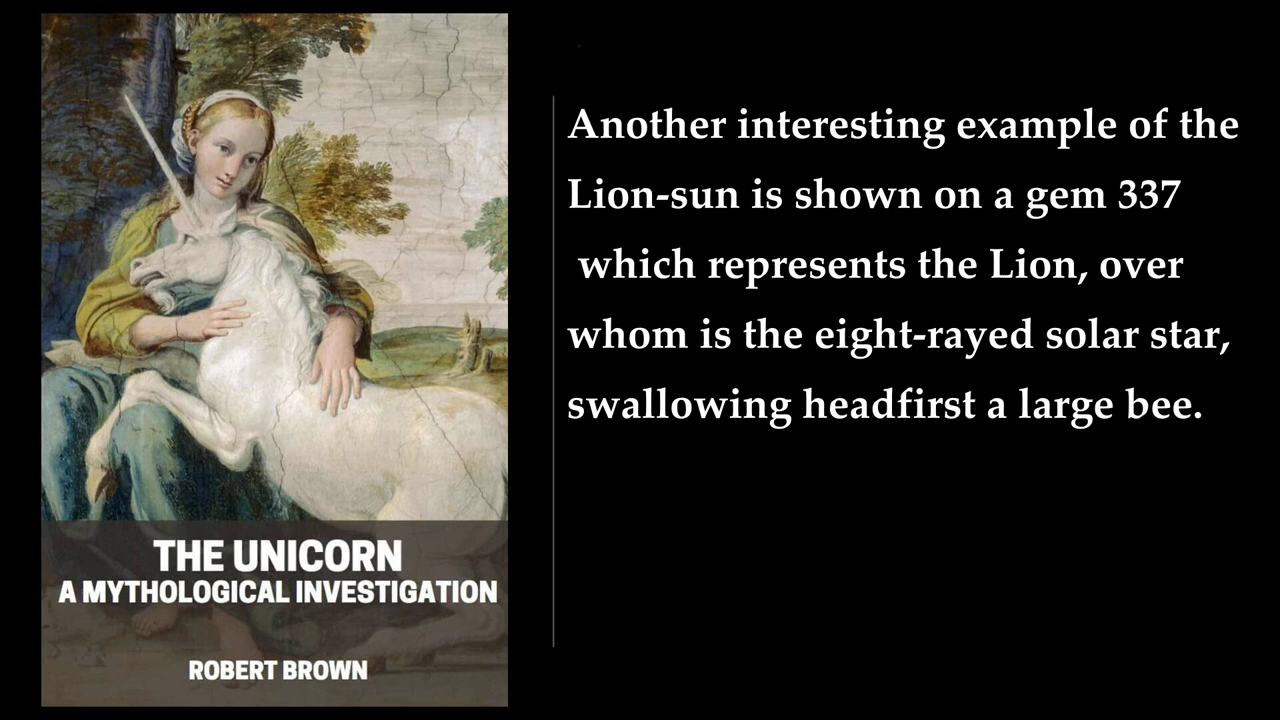 THE UNICORN
A MYTHOLOGICAL INVESTIGATION
ROBERT BROWN
Another interesting example of the
Lion-sun is shown on a gem 337
which represents the Lion, over
whom is the eight-rayed solar star,
swallowing headfirst a large bee.